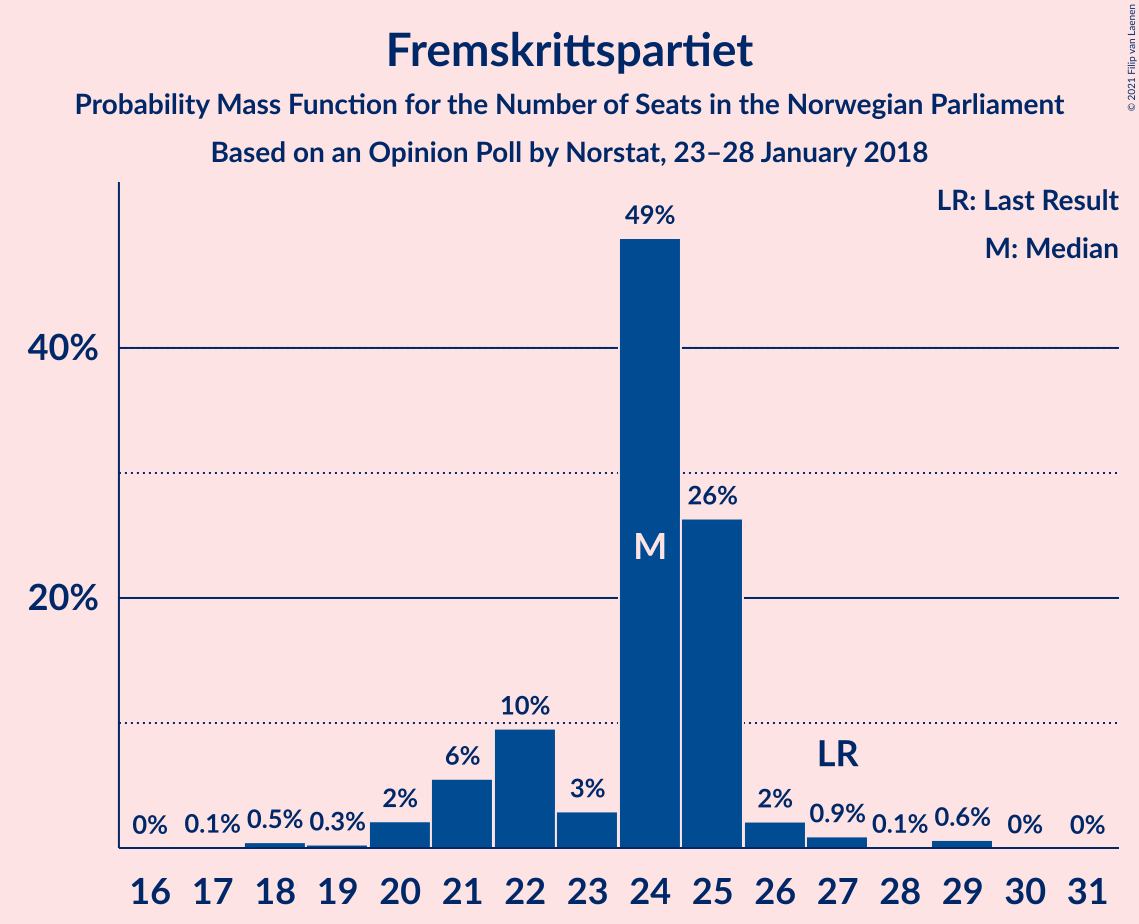 Fremskrittspartiet
Probability Mass Function for the Number of Seats in the Norwegian Parliament
Based on an Opinion Poll by Norstat, 23–28 January 2018
© 2021 Filip van Laenen
LR: Last Result
M: Median
40%
20%
0% 0.1% 0.5% 0.3% 2% 6% 10% 3% 49% 26% 2% 0.9% 0.1% 0.6% 0% 0%
M
LR
16 17 18 19 20 21 22 23 24 25 26 27 28 29 30 31